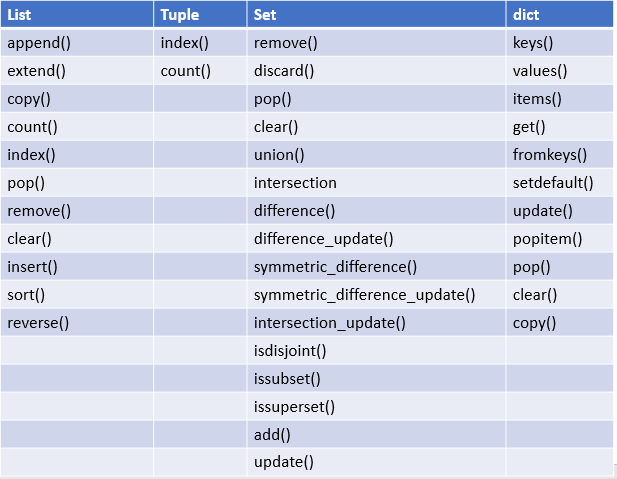 List Tuple Set dict
append() index() remove() keys()
extend() count() discard() values()
copy() pop() items()
count() clear() get()
index() union() fromkeys()
pop() intersection setdefault()
remove() difference() update()
clear() difference_update() popitem()
insert() symmetric_difference() pop()
sort() symmetric_difference_update() clear()
reverse() intersection_update() copy()
isdisjoint()
issubset()
issuperset()
add()
update()